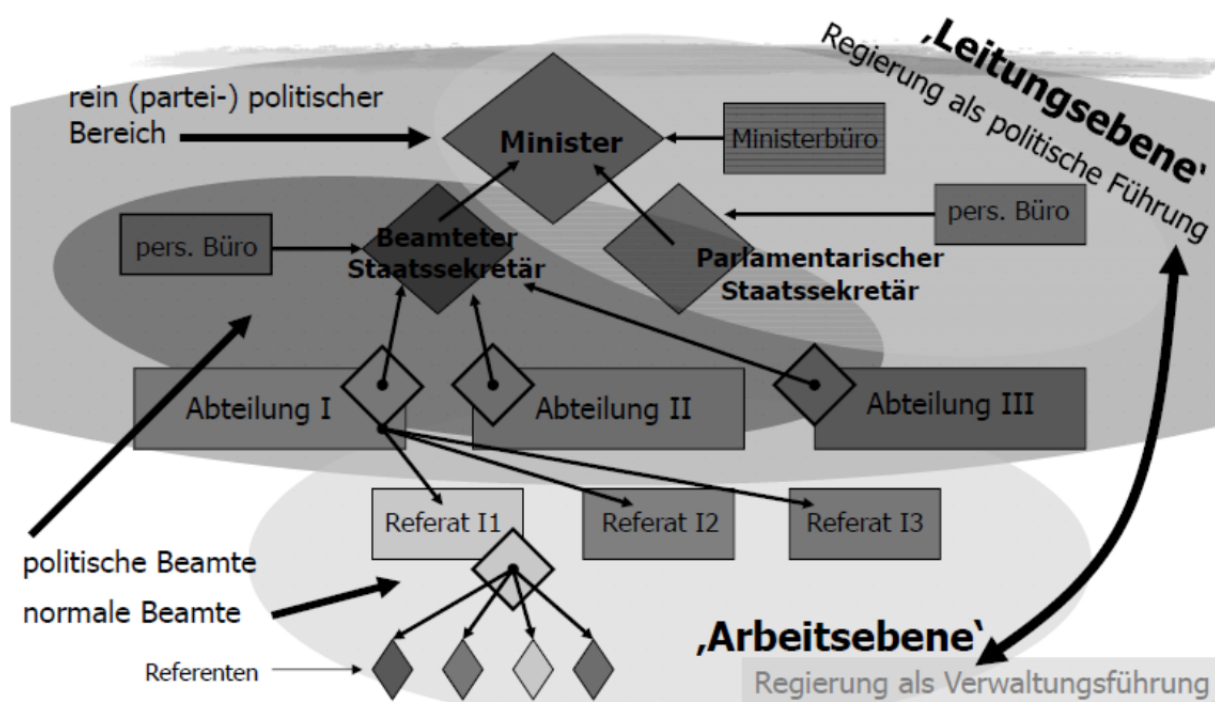 ‚Leitungsebene‘
Regierung als politische Führung
rein (partei-) politischer
Bereich
Minister
Ministerbüro
pers. Büro
Beamteter
Staatssekretär
Parlamentarischer
Staatssekretär
pers. Büro
Abteilung I
Abteilung II
Abteilung III
Referat I1
Referat I2
Referat I3
politische Beamte
normale Beamte
Referenten
‚Arbeitsebene‘
Regierung als Verwaltungsführung